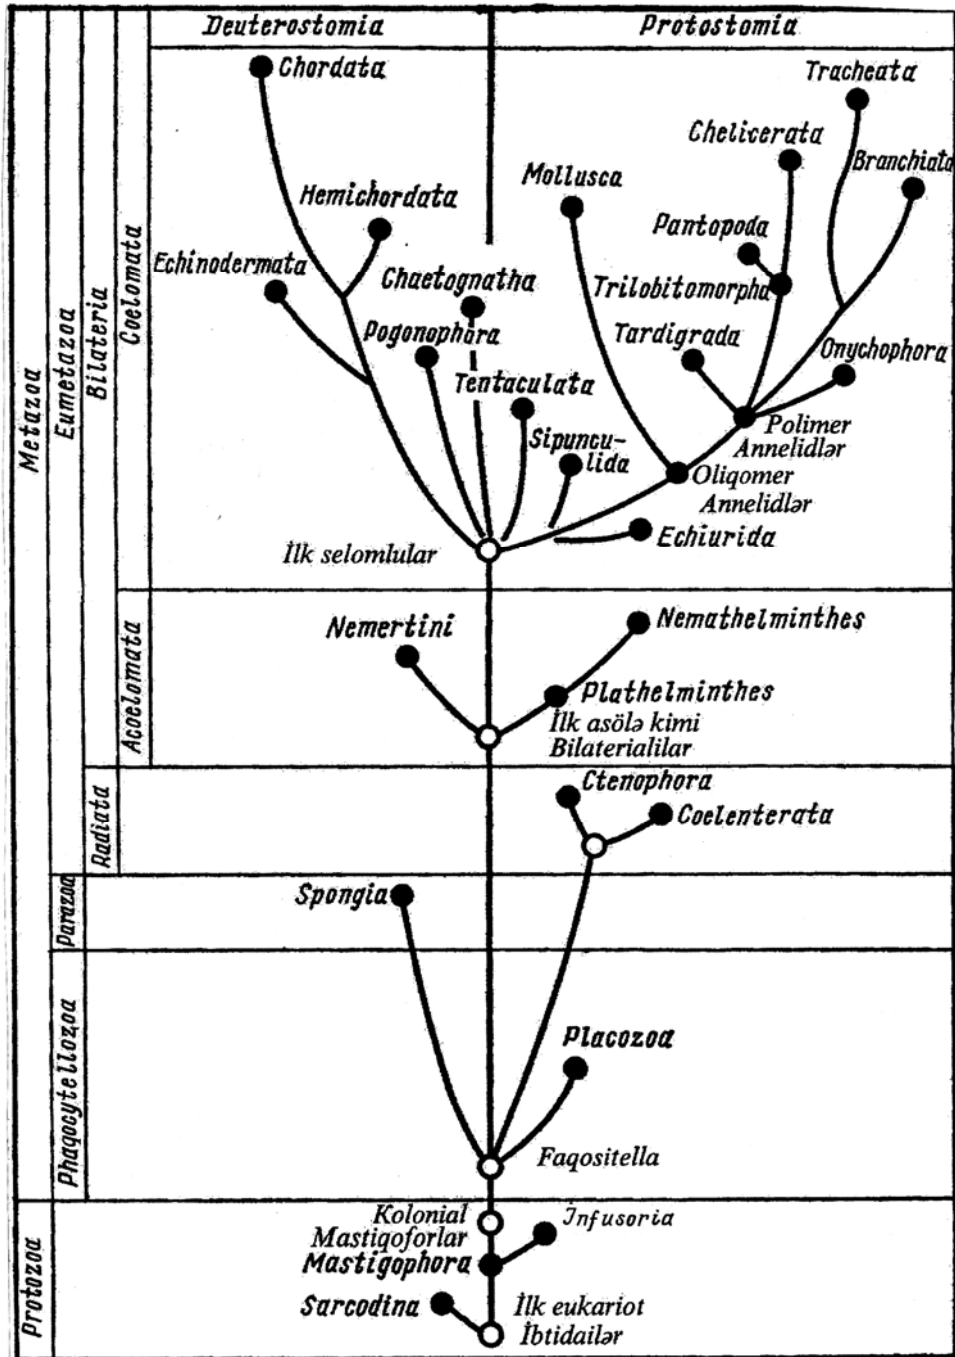 Deuterostomia
Protostomia
Chordata
Tracheata
Chelicerata
Branchiata
Mollusca
Hemichordata
Pantopoda
Echinodermata
Chaetognatha
Trilobitomorpha
Pogonophora
Tardigrada
Onychophora
Tentaculata
Sipuncu-
lida
Polimer
Annelidlər
Oliqomer
Annelidlər
Echiurida
İlk selomlular
Nemertini
Nemathelminthes
Plathelminthes
İlk asölə kimi
Bilaterialilar
Ctenophora
Coelenterata
Spongia
Placozoa
Faqositella
Kolonial
Mastiqoforlar
Infusoria
Mastigophora
Sarcodina
İlk eukariot
İbtidailər
Metazoa
Eumetazoa
Bilateria
Coelomata
Acoelomata
Radiata
Parazoa
Phaqocytellozoa
Protozoa